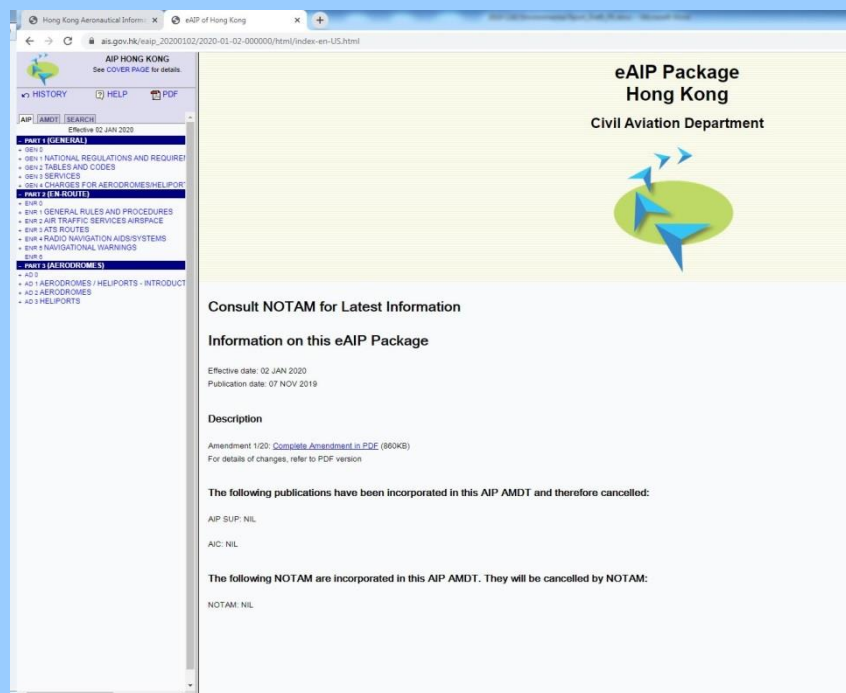 Hong Kong Aeronautical Inform
eAIP of Hong Kong
ais.gov.hk/eaip_20200102/2020-01-02-000000/html/index-en-US.html
AIP HONG KONG
See COVER PAGE for details.
HISTORY HELP PDF
AIP AMDT SEARCH
Effective 02 JAN 2020
- PART 1 (GENERAL)
+ GEN 0
+ GEN 1 NATIONAL REGULATIONS AND REQUIREM
+ GEN 2 TABLES AND CODES
+ GEN 3 SERVICES
+ GEN 4 CHARGES FOR AERODROMES/HELIPORT
- PART 2 (EN-ROUTE)
+ ENR 0
+ ENR 1 GENERAL RULES AND PROCEDURES
+ ENR 2 AIR TRAFFIC SERVICES AIRSPACE
+ ENR 3 ATS ROUTES
+ ENR 4 RADIO NAVIGATION AIDS/SYSTEMS
+ ENR 5 NAVIGATIONAL WARNINGS
ENR 6
- PART 3 (AERODROMES)
+ AD 0
+ AD 1 AERODROMES / HELIPORTS - INTRODUCT
+ AD 2 AERODROMES
+ AD 3 HELIPORTS
eAIP Package
Hong Kong
Civil Aviation Department
Consult NOTAM for Latest Information
Information on this eAIP Package
Effective date: 02 JAN 2020
Publication date: 07 NOV 2019
Description
Amendment 1/20: Complete Amendment in PDF (860KB)
For details of changes, refer to PDF version
The following publications have been incorporated in this AIP AMDT and therefore cancelled:
AIP SUP: NIL
AIC: NIL
The following NOTAM are incorporated in this AIP AMDT. They will be cancelled by NOTAM:
NOTAM: NIL